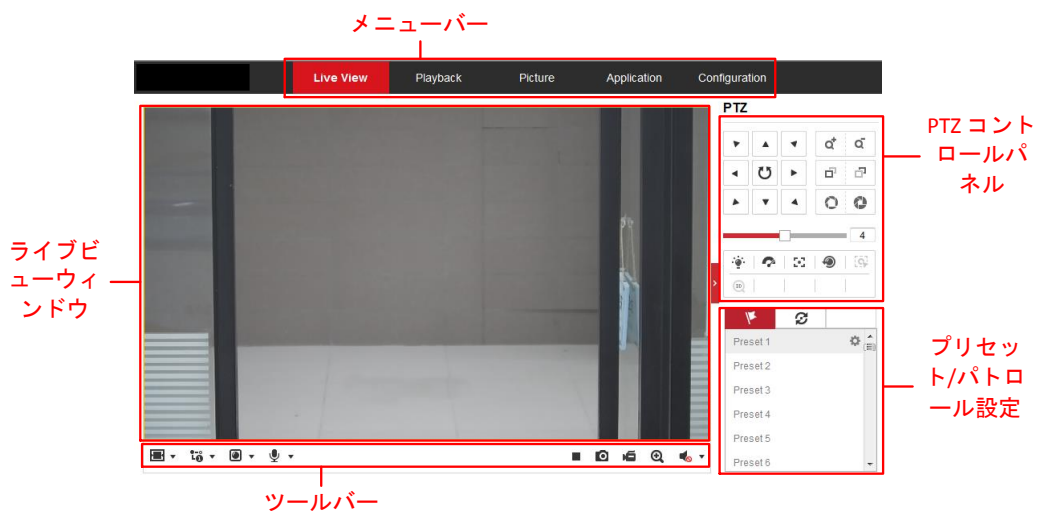 メニューバー
Live View
Playback
Picture
Application
Configuration
PTZ
PTZ コント
ロールパ
ネル
4
ライブビ
ューウィ
ンドウ
3D
Preset 1
Preset 2
Preset 3
Preset 4
Preset 5
Preset 6
プリセッ
ト/パトロ
ール設定
ツールバー